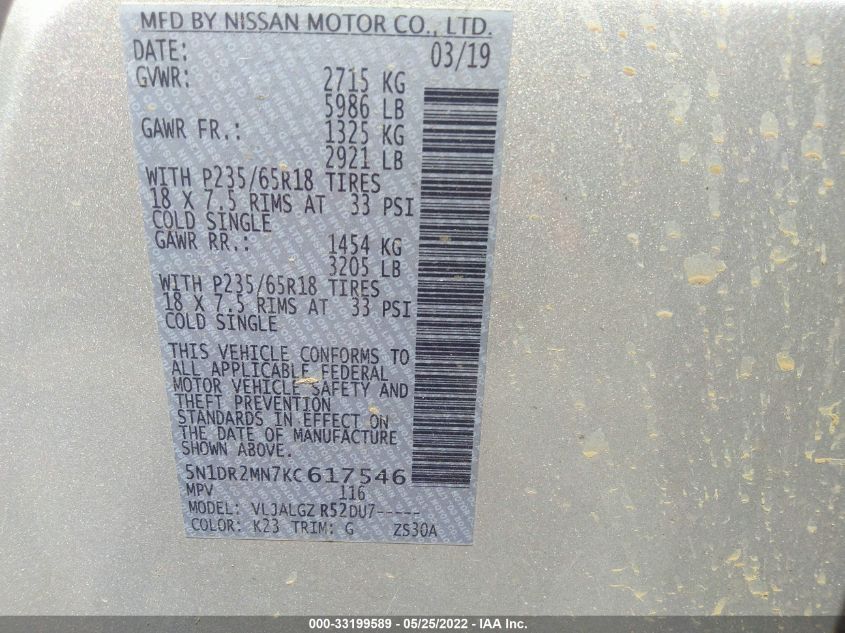 MFD BY NISSAN MOTOR CO., LTD.
DATE: 03/19
GVWR: 2715 KG
5986 LB
GAWR FR.: 1325 KG
2921 LB
WITH P235/65R18 TIRES
18 X 7.5 RIMS AT 33 PSI
COLD SINGLE
GAWR RR.: 1454 KG
3205 LB
WITH P235/65R18 TIRES
18 X 7.5 RIMS AT 33 PSI
COLD SINGLE
THIS VEHICLE CONFORMS TO
ALL APPLICABLE FEDERAL
MOTOR VEHICLE SAFETY AND
THEFT PREVENTION
STANDARDS IN EFFECT ON
THE DATE OF MANUFACTURE
SHOWN ABOVE.
5N1DR2MN7KC617546
MPV 116
MODEL: VLJALGZ R52DU7-----
COLOR: K23 TRIM: G ZS30A
000-33199589 - 05/25/2022 - IAA Inc.